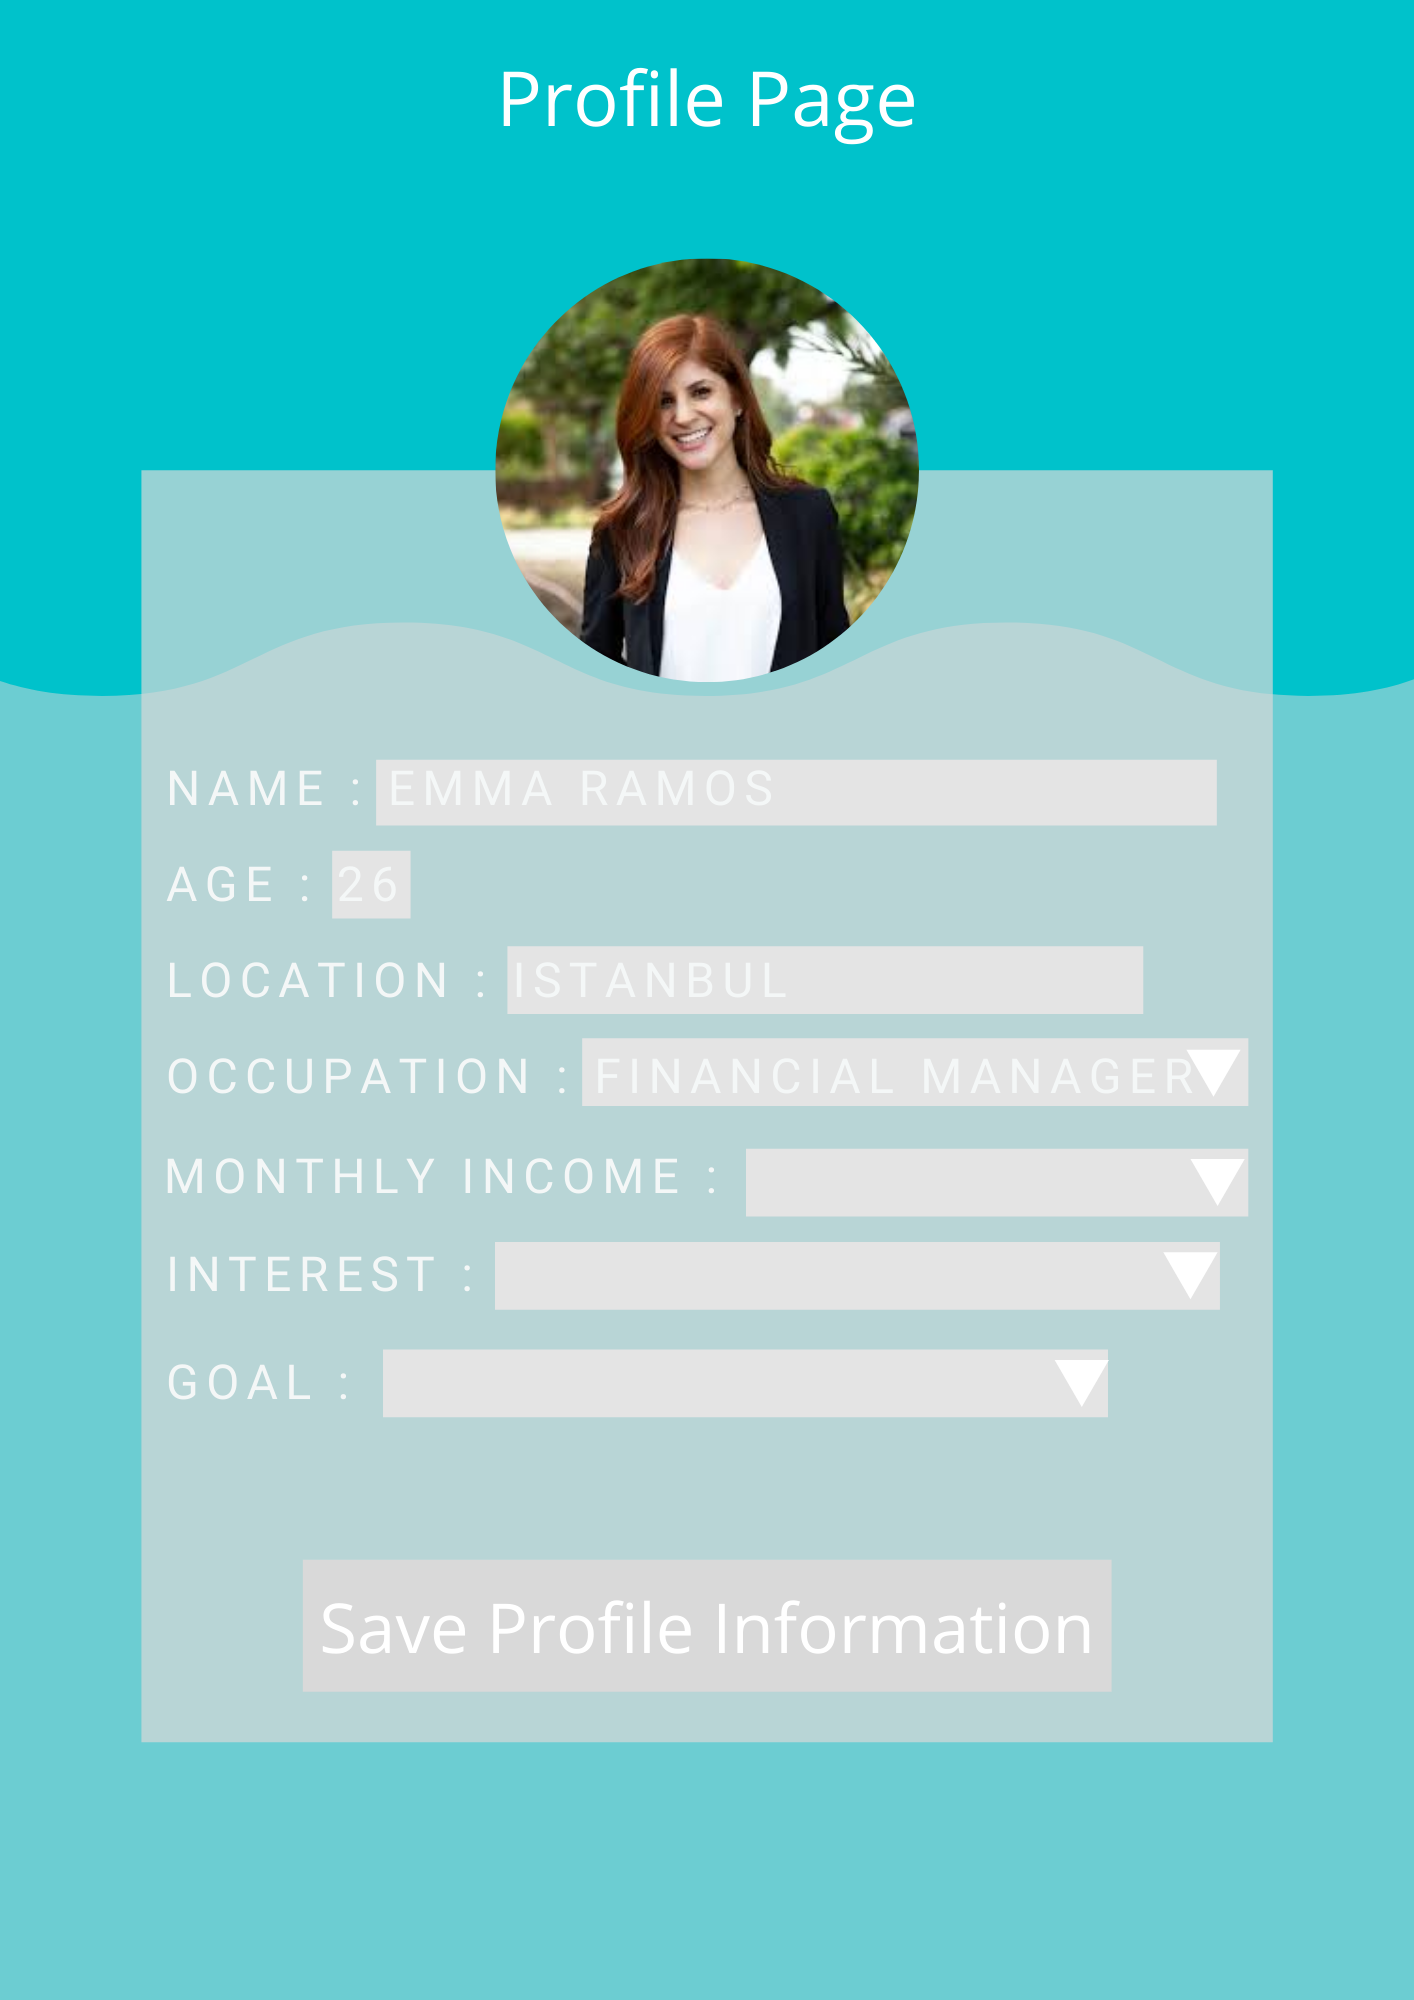 Profile Page
NAME : EMMA RAMOS
AGE : 26
LOCATION : ISTANBUL
OCCUPATION : FINANCIAL MANAGER
MONTHLY INCOME :
INTEREST :
GOAL :
Save Profile Information